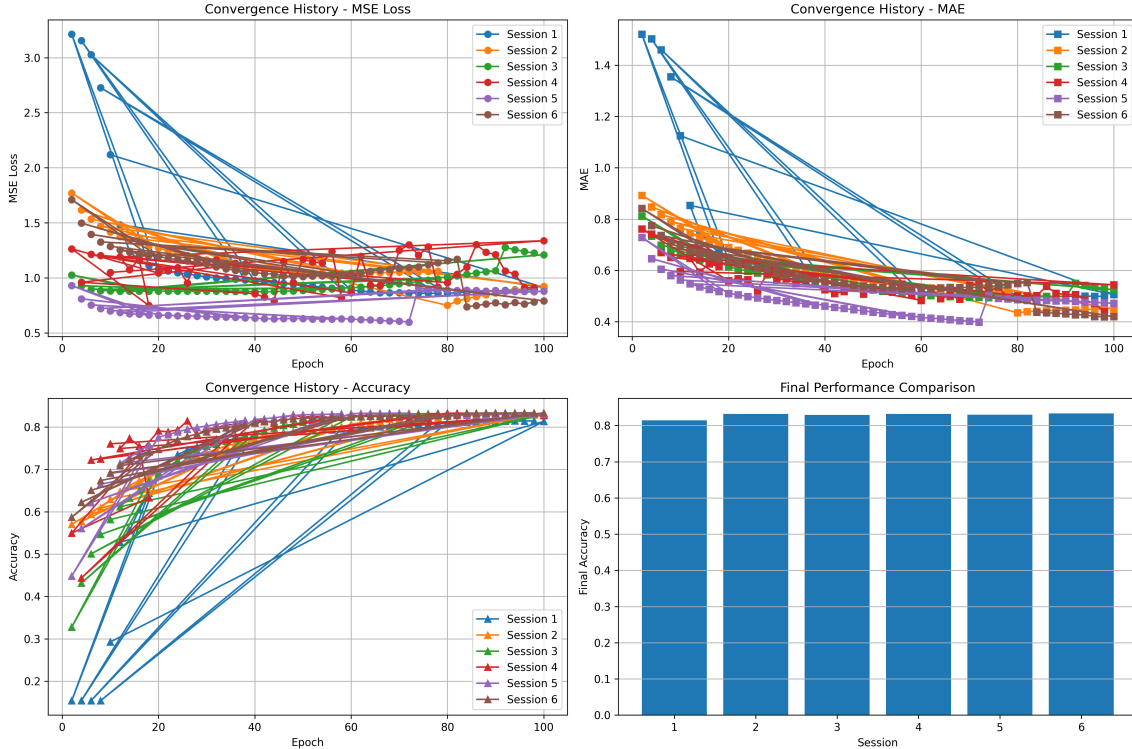 Convergence History - MSE Loss
MSE Loss
3.0
2.5
2.0
1.5
1.0
0.5
0 20 40 60 80 100
Epoch
Session 1
Session 2
Session 3
Session 4
Session 5
Session 6
Convergence History - MAE
MAE
1.4
1.2
1.0
0.8
0.6
0.4
0 20 40 60 80 100
Epoch
Session 1
Session 2
Session 3
Session 4
Session 5
Session 6
Convergence History - Accuracy
Accuracy
0.8
0.7
0.6
0.5
0.4
0.3
0.2
0 20 40 60 80 100
Epoch
Session 1
Session 2
Session 3
Session 4
Session 5
Session 6
Final Performance Comparison
Final Accuracy
0.8
0.7
0.6
0.5
0.4
0.3
0.2
0.1
0.0
1 2 3 4 5 6
Session